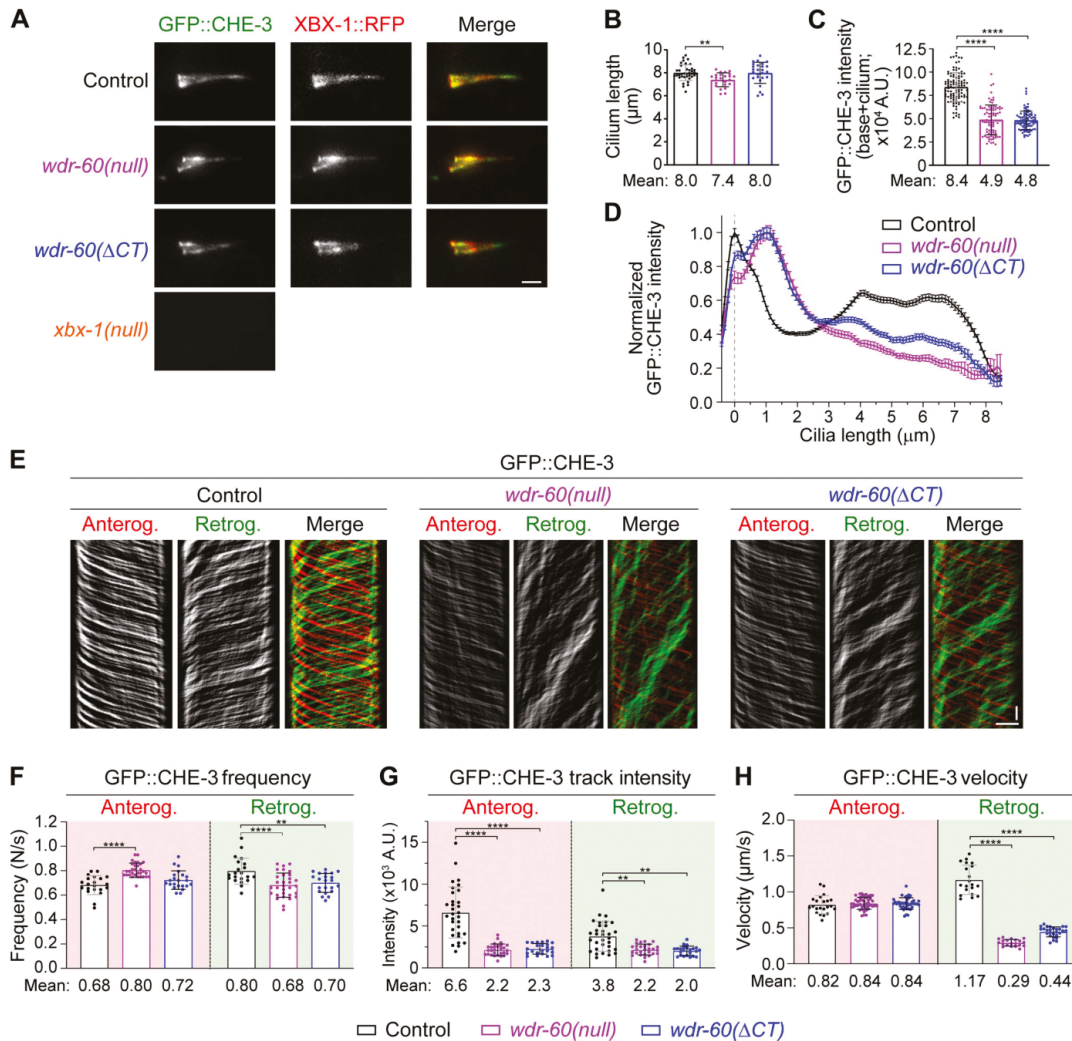 A
GFP::CHE-3 XBX-1::RFP Merge
Control
wdr-60(null)
wdr-60(ΔCT)
xbx-1(null)
B
Cilium length
(μm)
10
8
6
4
2
0
**
Mean: 8.0 7.4 8.0
C
GFP::CHE-3 intensity
(base+cilium;
x10⁴ A.U.)
12.5
10.0
7.5
5.0
2.5
0.0
****
****
Mean: 8.4 4.9 4.8
D
Normalized
GFP::CHE-3 intensity
1.0
0.8
0.6
0.4
0.2
0.0
Control
wdr-60(null)
wdr-60(ΔCT)
0 1 2 3 4 5 6 7 8
Cilia length (μm)
E
GFP::CHE-3
Control wdr-60(null) wdr-60(ΔCT)
Anterog. Retrog. Merge Anterog. Retrog. Merge Anterog. Retrog. Merge
F
GFP::CHE-3 frequency
Anterog. Retrog.
Frequency (N/s)
1.2
1.0
0.8
0.6
0.4
0.2
0.0
****
**
****
Mean: 0.68 0.80 0.72 0.80 0.68 0.70
G
GFP::CHE-3 track intensity
Anterog. Retrog.
Intensity (x10³ A.U.)
15
10
5
0
****
****
**
**
Mean: 6.6 2.2 2.3 3.8 2.2 2.0
H
GFP::CHE-3 velocity
Anterog. Retrog.
Velocity (μm/s)
2.0
1.5
1.0
0.5
0.0
****
****
Mean: 0.82 0.84 0.84 1.17 0.29 0.44
Control wdr-60(null) wdr-60(ΔCT)